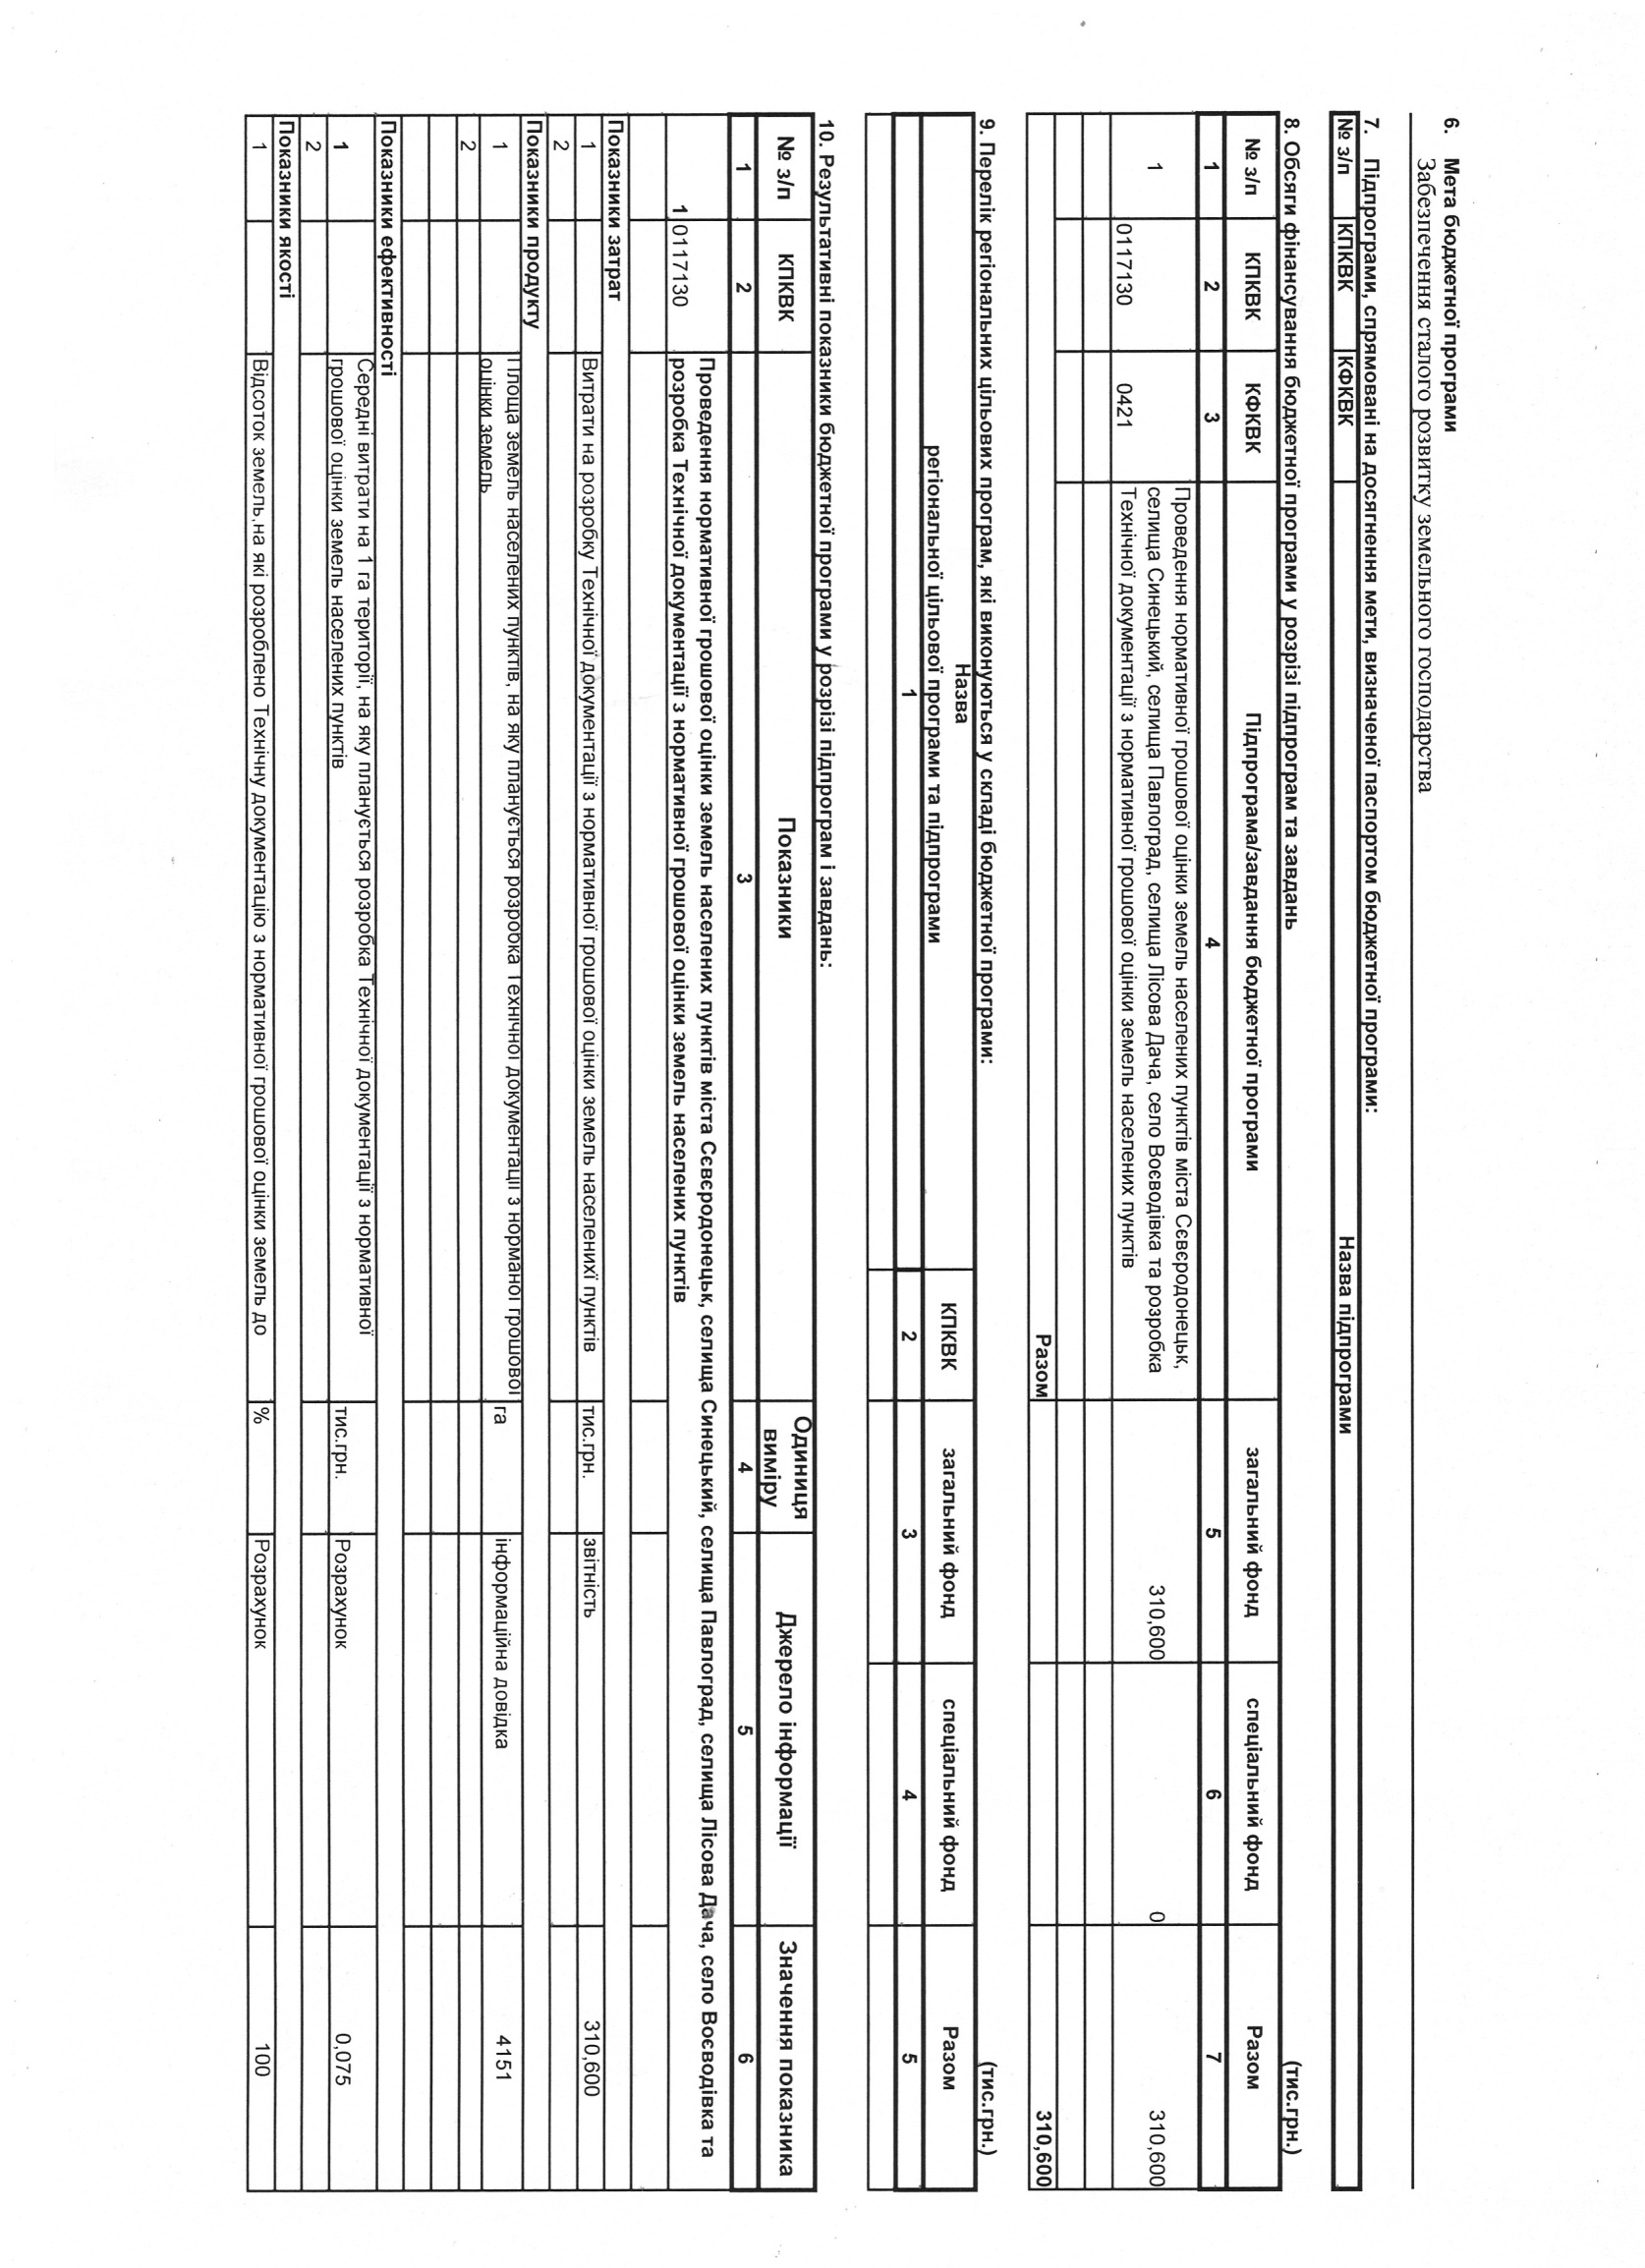 6. Мета бюджетної програми
Забезпечення сталого розвитку земельного господарства
7. Підпрограми, спрямовані на досягнення мети, визначеної паспортом бюджетної програми:
№ з/п КПКВК КФКВК Назва підпрограми
8. Обсяги фінансування бюджетної програми у розрізі підпрограм та завдань (тис.грн.)
№ з/п КПКВК КФКВК Підпрограма/завдання бюджетної програми загальний фонд спеціальний фонд Разом
1 2 3 4 5 6 7
Проведення нормативної грошової оцінки земель населених пунктів міста Сєвєродонецьк,
1 0117130 0421 селища Синецький, селища Павлоград, селища Лісова Дача, село Воєводівка та розробка 310,600 0 310,600
Технічної документації з нормативної грошової оцінки земель населених пунктів
Разом 310,600
9. Перелік регіональних цільових програм, які виконуються у складі бюджетної програми: (тис.грн.)
Назва
регіональної цільової програми та підпрограми КПКВК загальний фонд спеціальний фонд Разом
1 2 3 4 5
10. Результативні показники бюджетної програми у розрізі підпрограм і завдань:
№ з/п КПКВК Показники Одиниця виміру Джерело інформації Значення показника
1 2 3 4 5 6
Проведення нормативної грошової оцінки земель населених пунктів міста Сєвєродонецьк, селища Синецький, селища Павлоград, селища Лісова Дача, село Воєводівка та
1 0117130 розробка Технічної документації з нормативної грошової оцінки земель населених пунктів
Показники затрат
1 Витрати на розробку Технічної документації з нормативної грошової оцінки земель населенихї пунктів тис.грн. звітність 310,600
2
Показники продукту
1 Площа земель населених пунктів, на яку планується розробка Технічної документації з норманої грошової га інформаційна довідка 4151
оцінки земель
2
Показники ефективності
Середні витрати на 1 га території, на яку планується розробка Технічної документації з нормативної
1 грошової оцінки земель населених пунктів тис.грн. Розрахунок 0,075
2
Показники якості
1 Відсоток земель,на які розроблено Технічну документацію з нормативної грошової оцінки земель до % Розрахунок 100